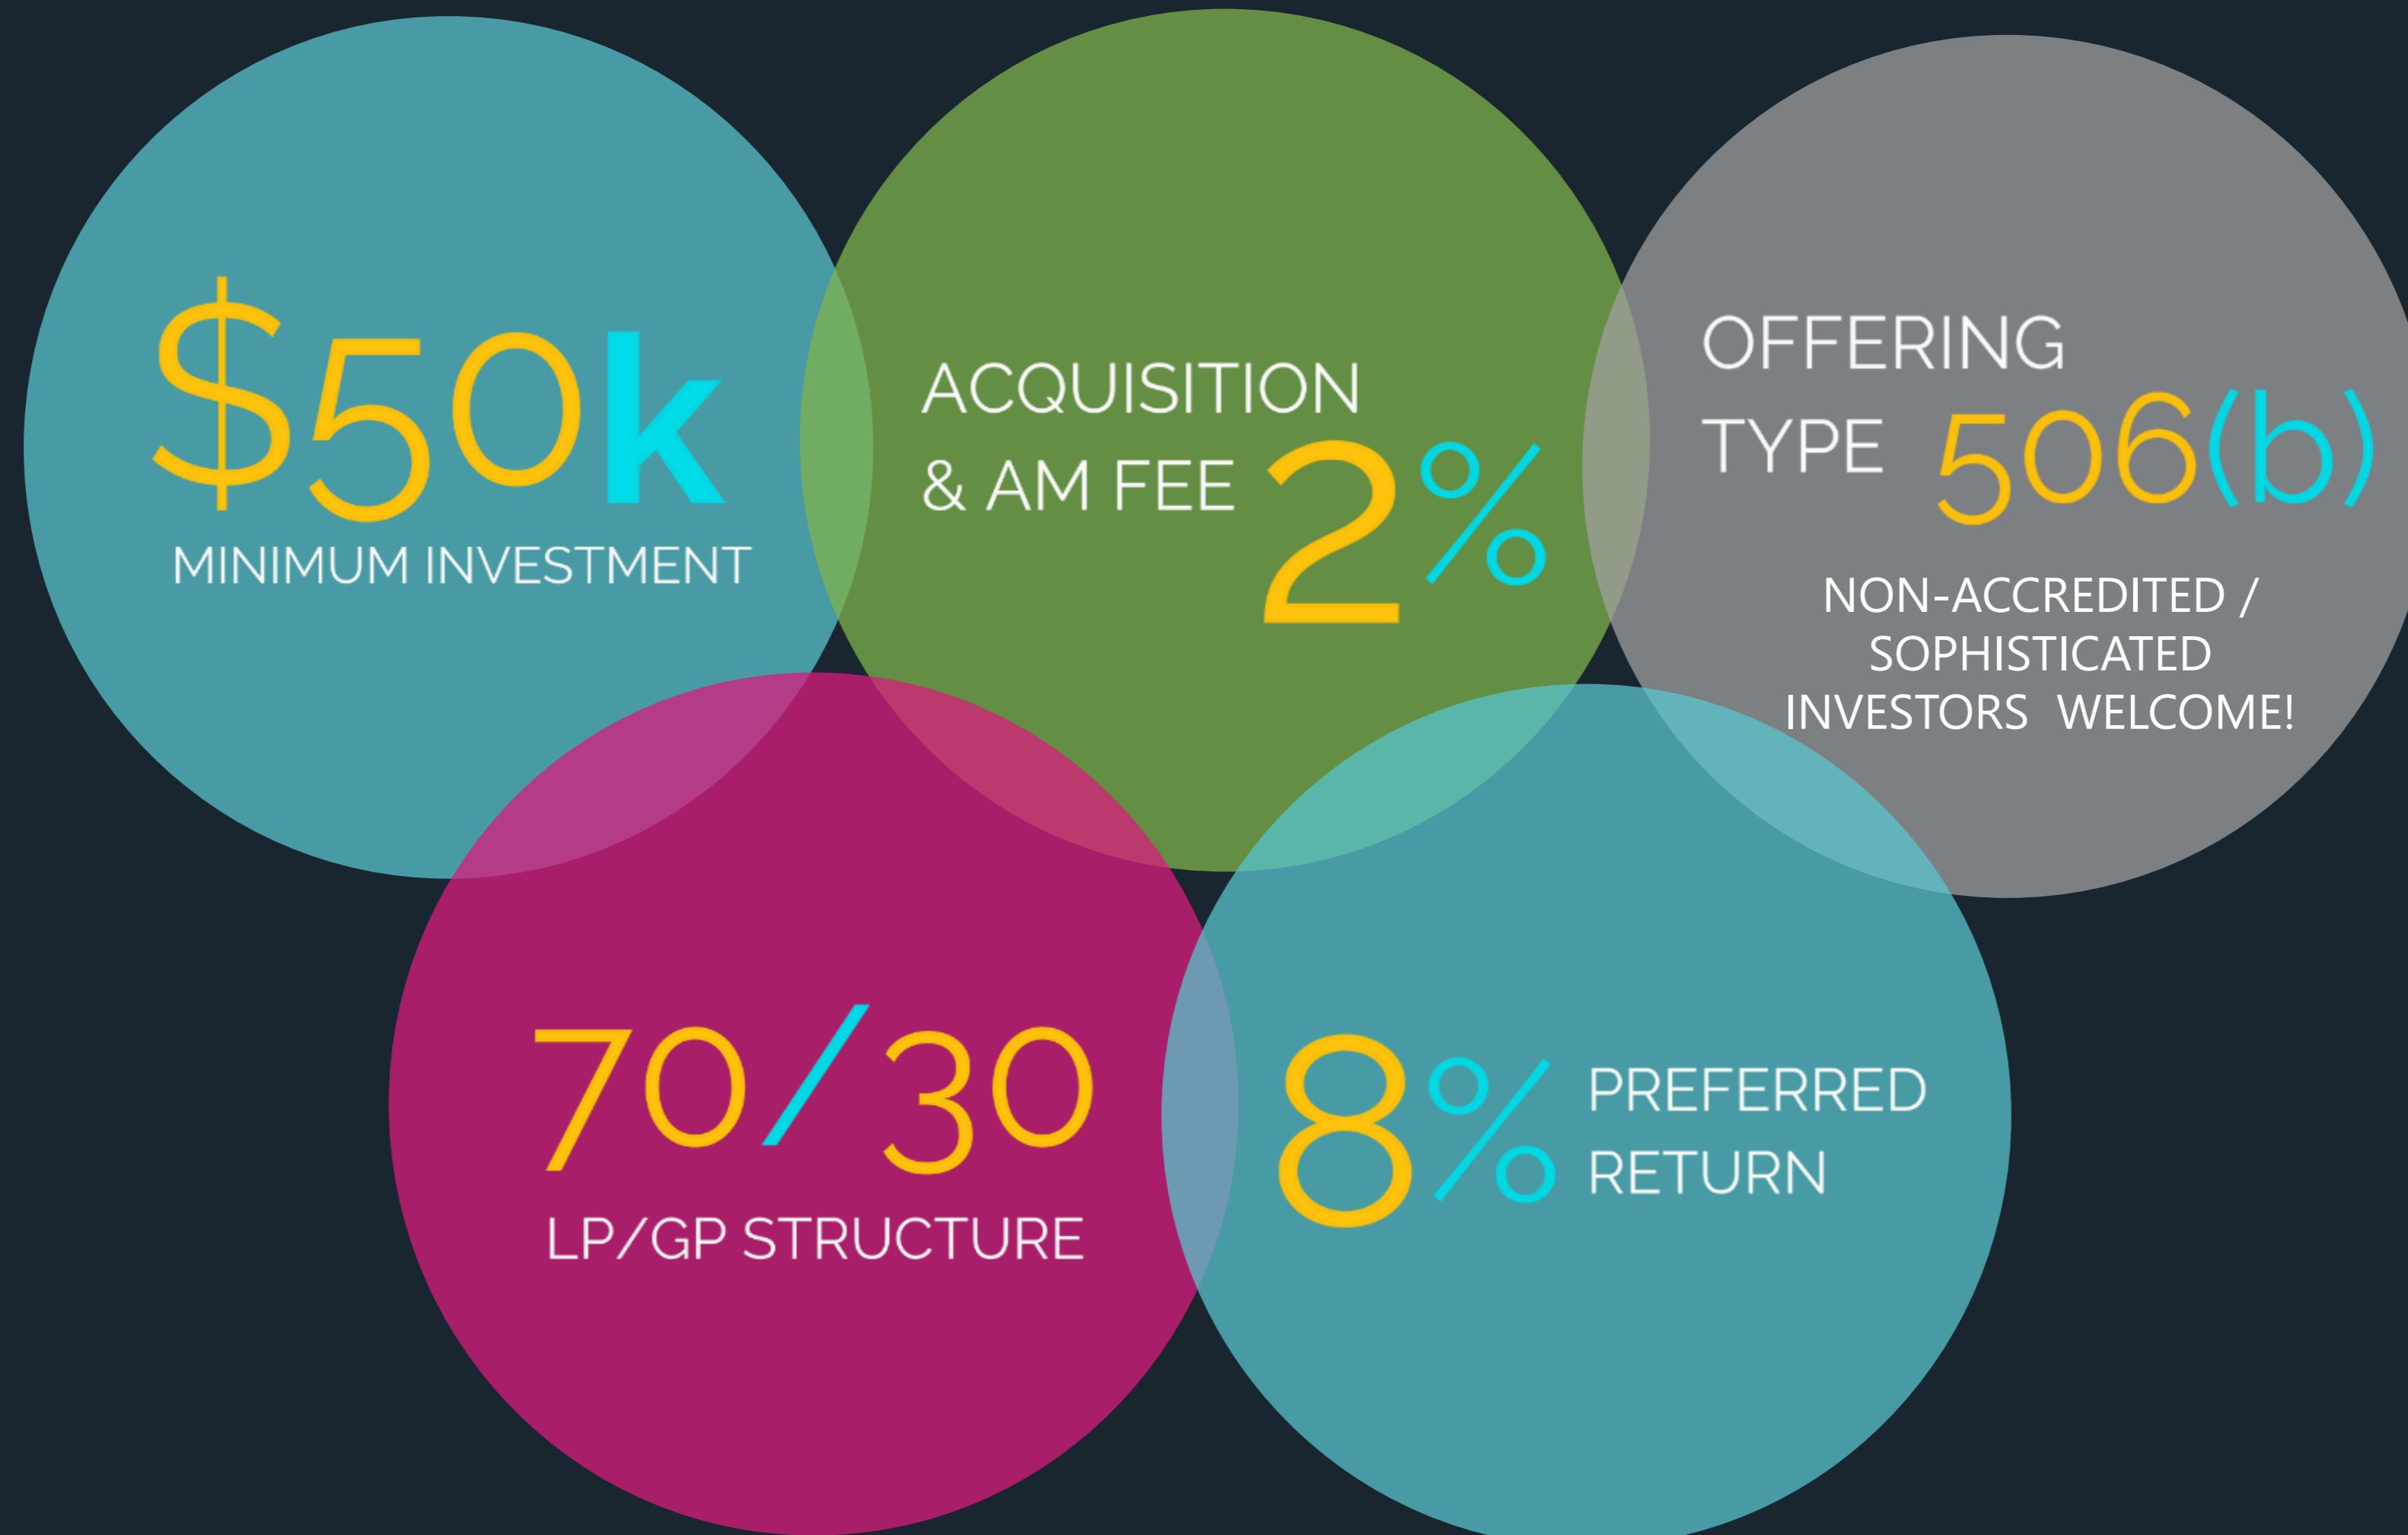 $50k
MINIMUM INVESTMENT
ACQUISITION
& AM FEE 2%
OFFERING
TYPE 506(b)
NON-ACCREDITED /
SOPHISTICATED
INVESTORS WELCOME!
70/30
LP/GP STRUCTURE
8% PREFERRED
RETURN